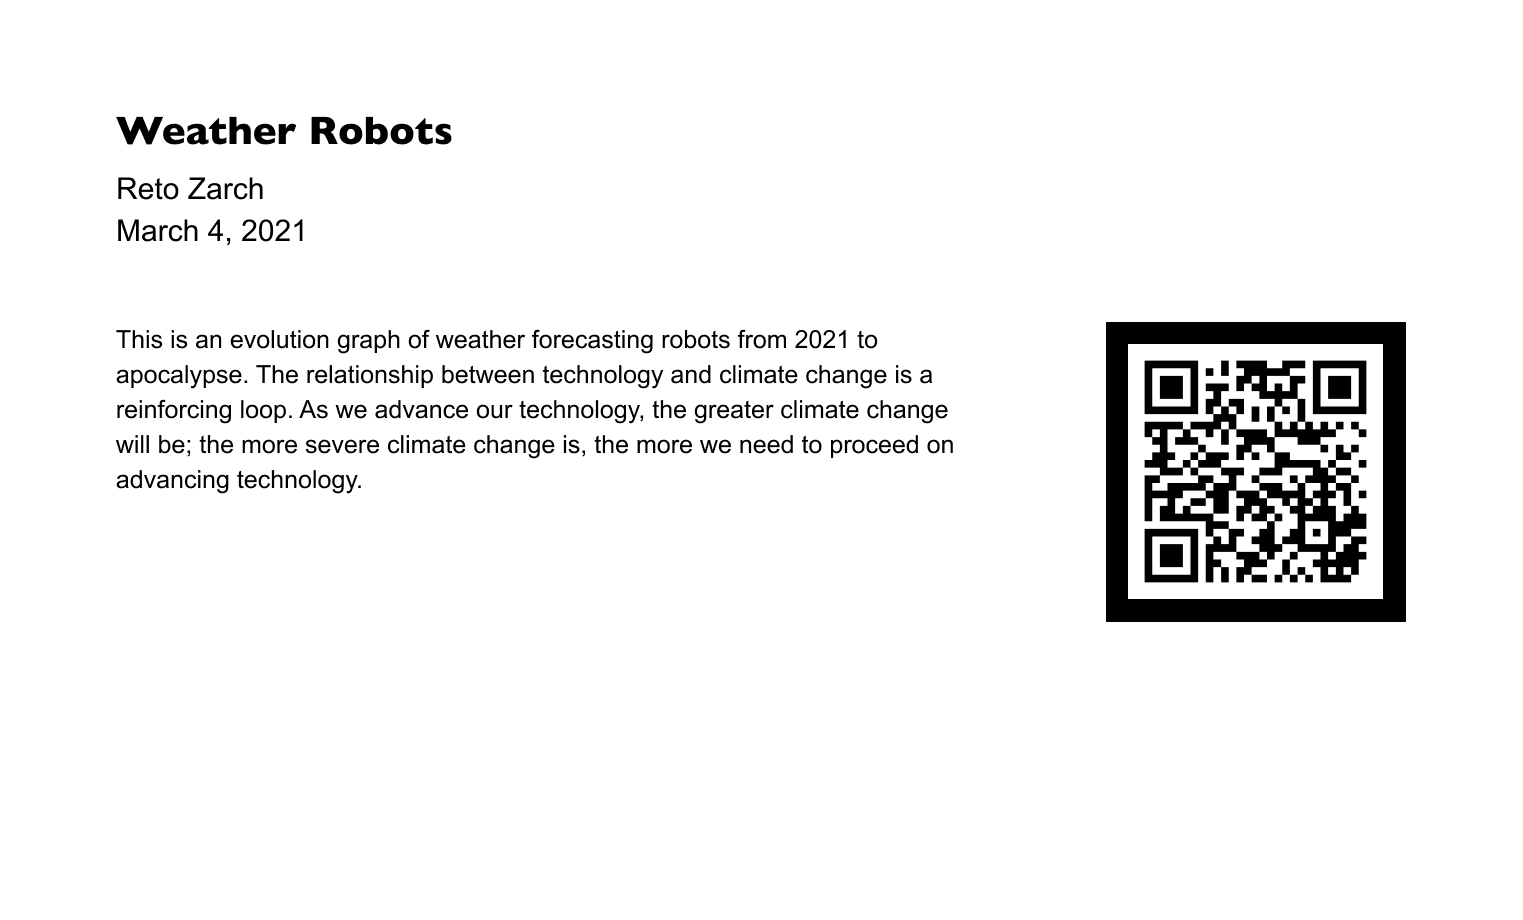 Weather Robots
Reto Zarch
March 4, 2021
This is an evolution graph of weather forecasting robots from 2021 to
apocalypse. The relationship between technology and climate change is a
reinforcing loop. As we advance our technology, the greater climate change
will be; the more severe climate change is, the more we need to proceed on
advancing technology.